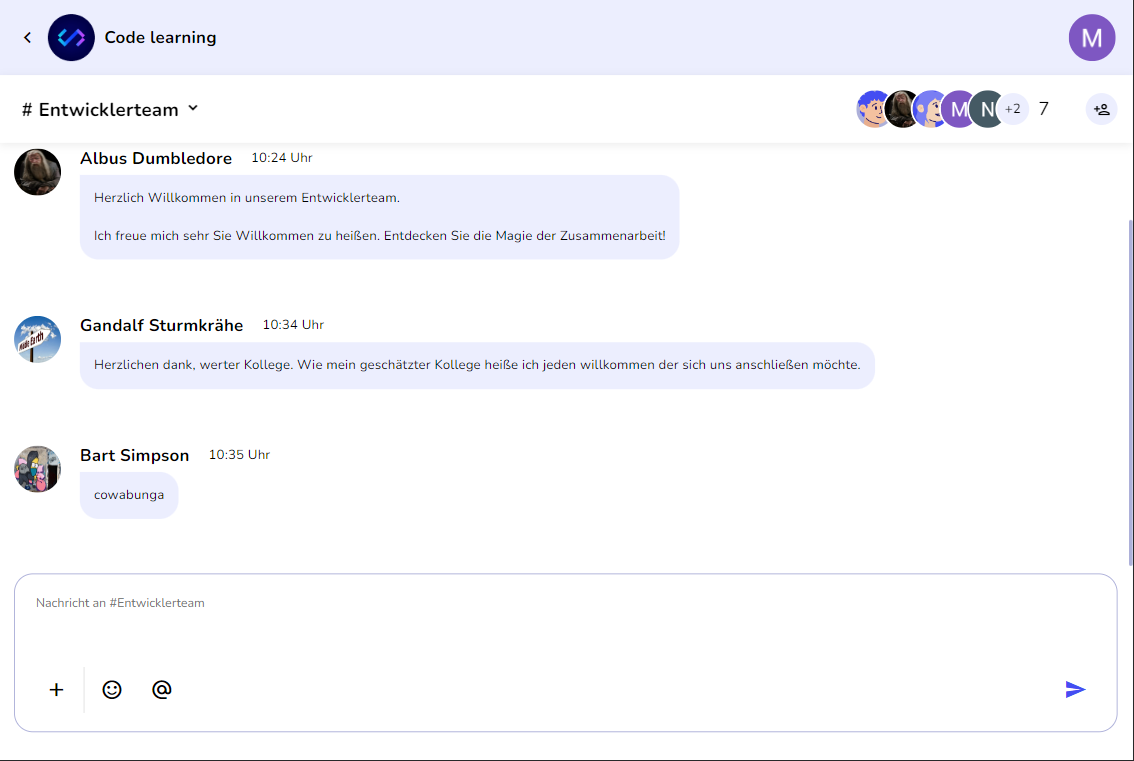 Code learning
M
# Entwicklerteam
M
N
+2
7
Albus Dumbledore 10:24 Uhr
Herzlich Willkommen in unserem Entwicklerteam.
Ich freue mich sehr Sie Willkommen zu heißen. Entdecken Sie die Magie der Zusammenarbeit!
Gandalf Sturmkrähe 10:34 Uhr
Herzlichen dank, werter Kollege. Wie mein geschätzter Kollege heiße ich jeden willkommen der sich uns anschließen möchte.
Bart Simpson 10:35 Uhr
cowabunga
Nachricht an #Entwicklerteam